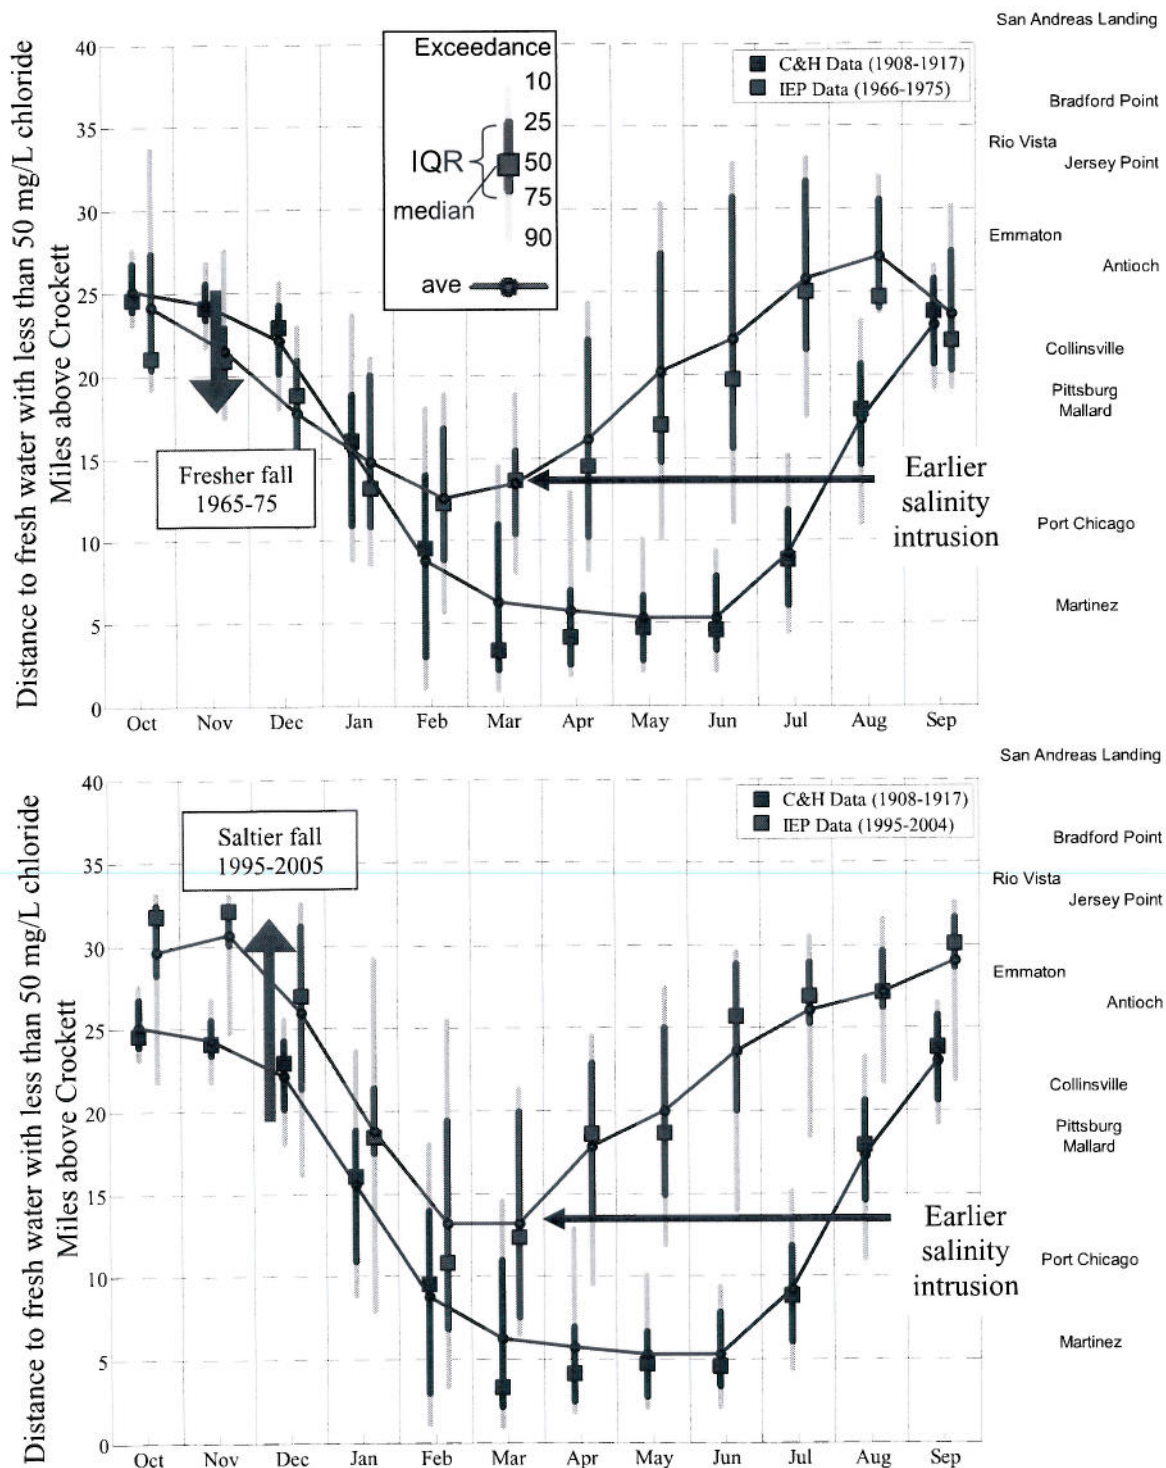 San Andreas Landing
Distance to fresh water with less than 50 mg/L chloride
Miles above Crockett
40
35
30
25
20
15
10
5
0
Exceedance
10
25
IQR
50
75
median
90
ave
C&H Data (1908-1917)
IEP Data (1966-1975)
Bradford Point
Rio Vista
Jersey Point
Emmaton
Antioch
Collinsville
Pittsburg
Mallard
Port Chicago
Martinez
Fresher fall
1965-75
Earlier
salinity
intrusion
Oct Nov Dec Jan Feb Mar Apr May Jun Jul Aug Sep
San Andreas Landing
Distance to fresh water with less than 50 mg/L chloride
Miles above Crockett
40
35
30
25
20
15
10
5
0
Saltier fall
1995-2005
C&H Data (1908-1917)
IEP Data (1995-2004)
Bradford Point
Rio Vista
Jersey Point
Emmaton
Antioch
Collinsville
Pittsburg
Mallard
Earlier
salinity
intrusion
Port Chicago
Martinez
Oct Nov Dec Jan Feb Mar Apr May Jun Jul Aug Sep